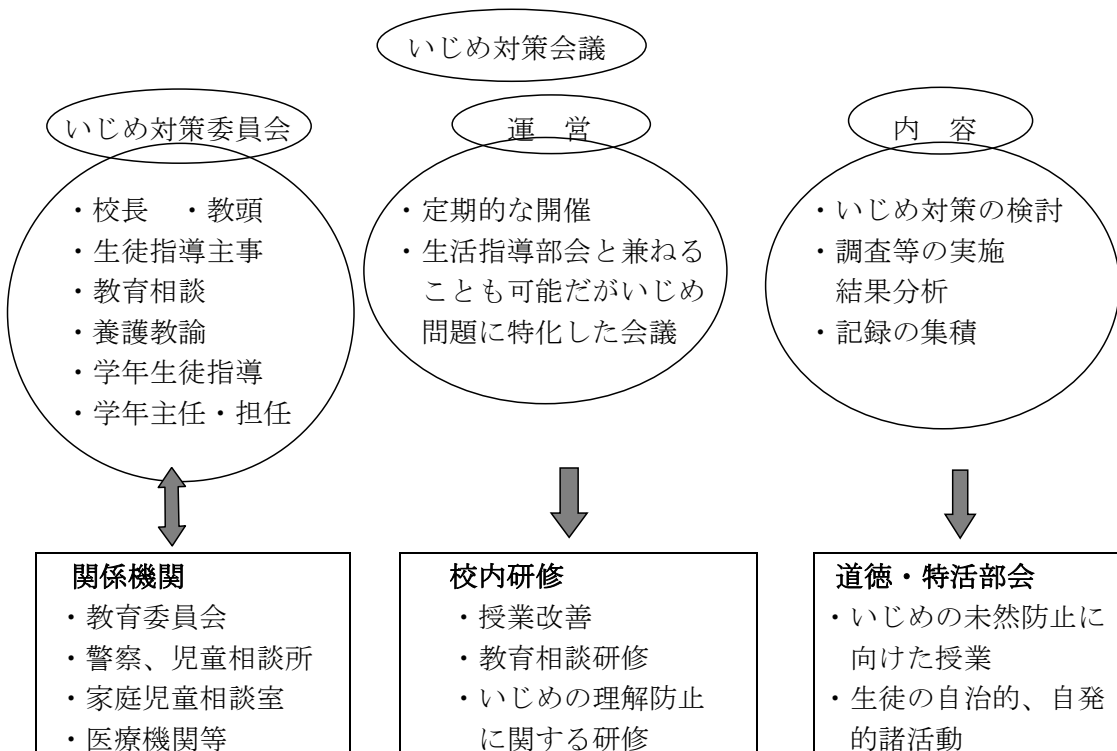 いじめ対策会議
いじめ対策委員会
・校長　・教頭
・生徒指導主事
・教育相談
・養護教諭
・学年生徒指導
・学年主任・担任
運　営
・定期的な開催
・生活指導部会と兼ねる
ことも可能だがいじめ
問題に特化した会議
内　容
・いじめ対策の検討
・調査等の実施
結果分析
・記録の集積
関係機関
・教育委員会
・警察、児童相談所
・家庭児童相談室
・医療機関等
校内研修
・授業改善
・教育相談研修
・いじめの理解防止
に関する研修
道徳・特活部会
・いじめの未然防止に
向けた授業
・生徒の自治的、自発
的諸活動